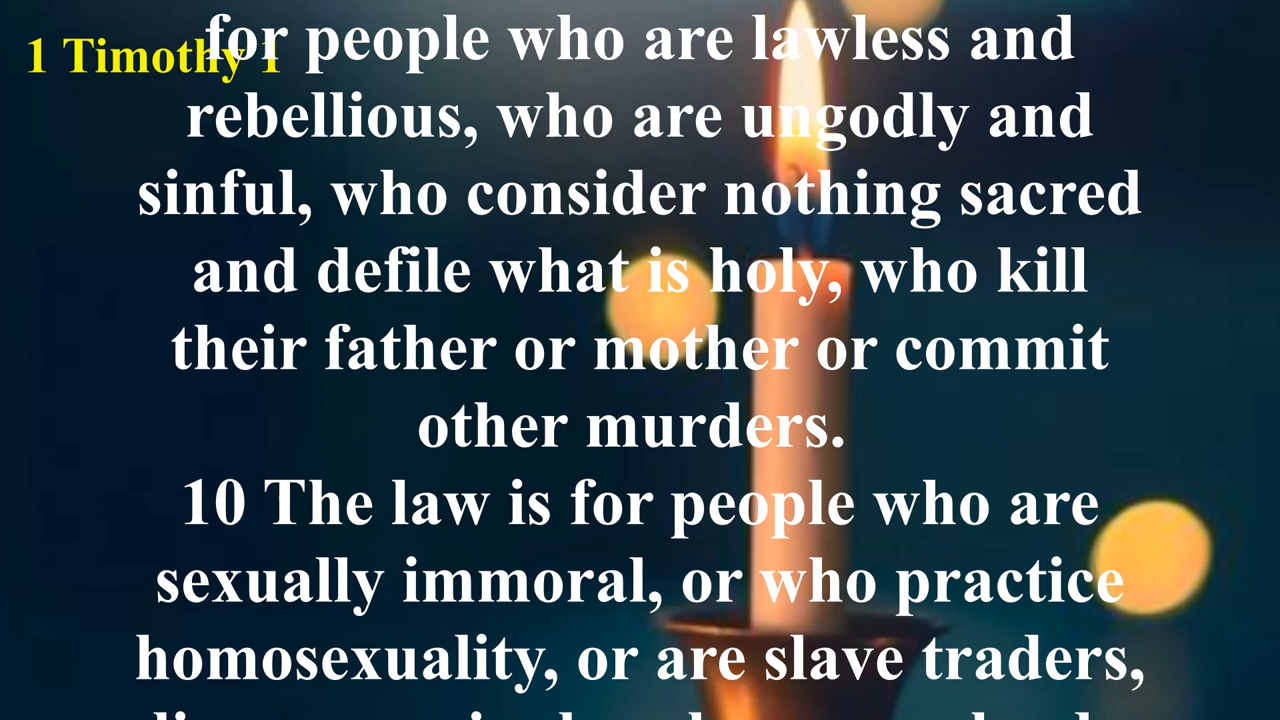 1 Timothy 1
for people who are lawless and
rebellious, who are ungodly and
sinful, who consider nothing sacred
and defile what is holy, who kill
their father or mother or commit
other murders.
10 The law is for people who are
sexually immoral, or who practice
homosexuality, or are slave traders,